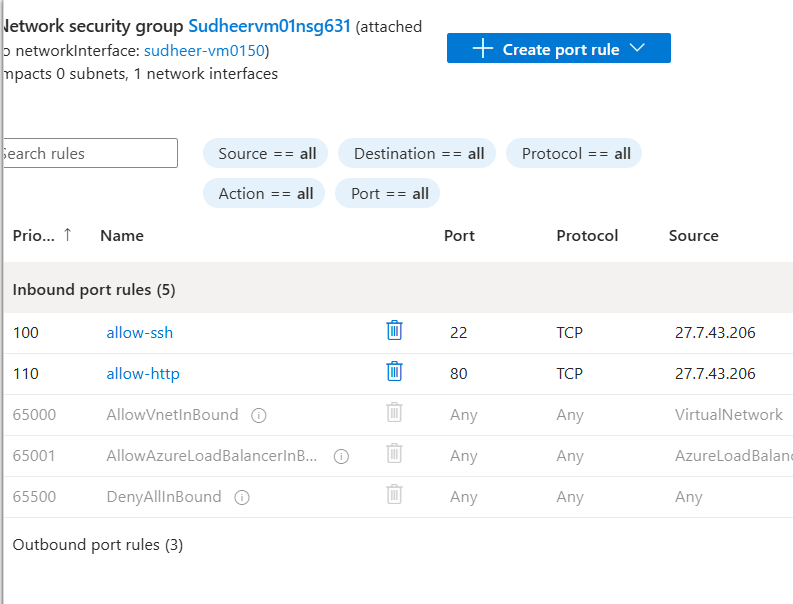 Network security group Sudheervm01nsg631 (attached
to networkInterface: sudheer-vm0150)
mpacts 0 subnets, 1 network interfaces
Create port rule
Search rules
Source == all
Destination == all
Protocol == all
Action == all
Port == all
Prio... ↑ Name Port Protocol Source
Inbound port rules (5)
100 allow-ssh 22 TCP 27.7.43.206
110 allow-http 80 TCP 27.7.43.206
65000 AllowVnetInBound Any Any VirtualNetwork
65001 AllowAzureLoadBalancerInB... Any Any AzureLoadBalanc
65500 DenyAllInBound Any Any Any
Outbound port rules (3)